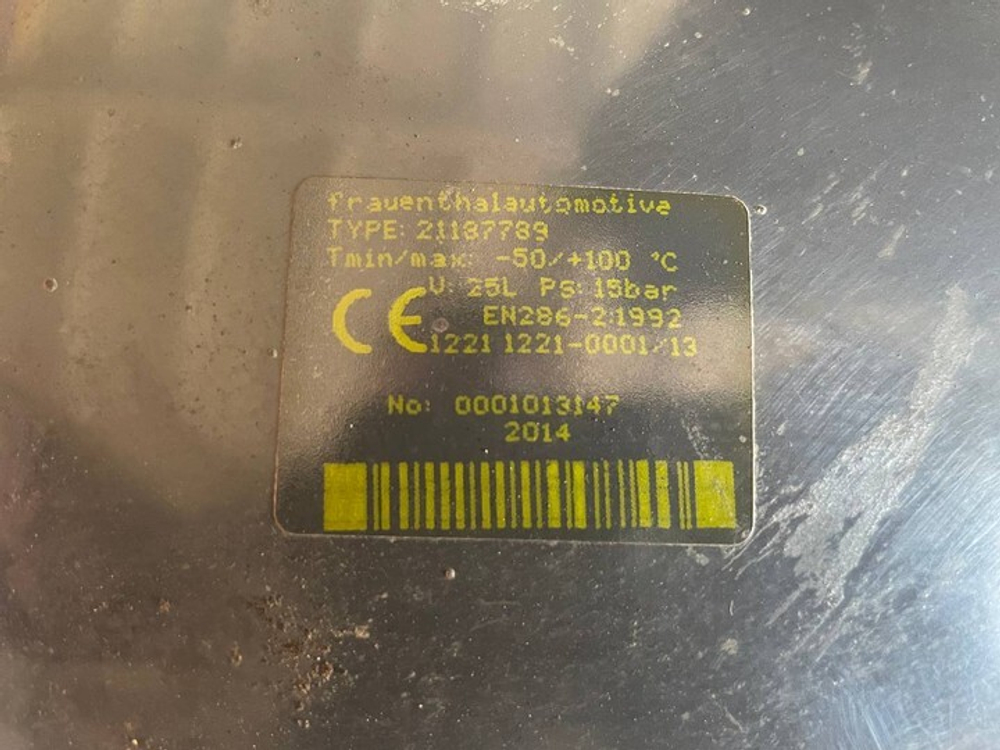 frauenthalautomotive
TYPE: 21187789
Tmin/max: -50/+100 °C
V: 25L PS: 15bar
CE EN286-2:1992
1221 1221-0001/13
No: 0001013147
2014